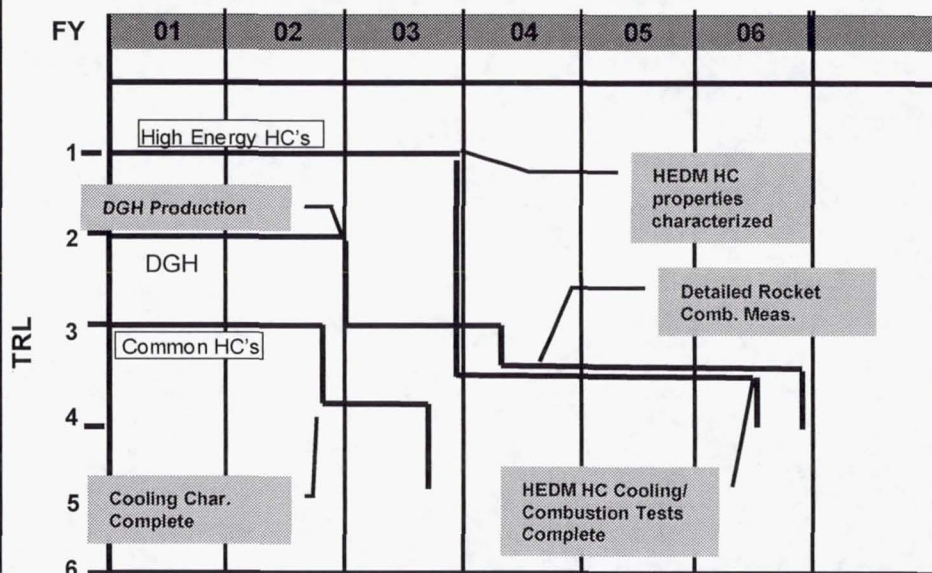 FY 01 02 03 04 05 06
High Energy HC's
1
HEDM HC
properties
characterized
DGH Production
2
DGH
Detailed Rocket
Comb. Meas.
TRL
3
Common HC's
4
Cooling Char.
Complete
5
HEDM HC Cooling/
Combustion Tests
Complete
6